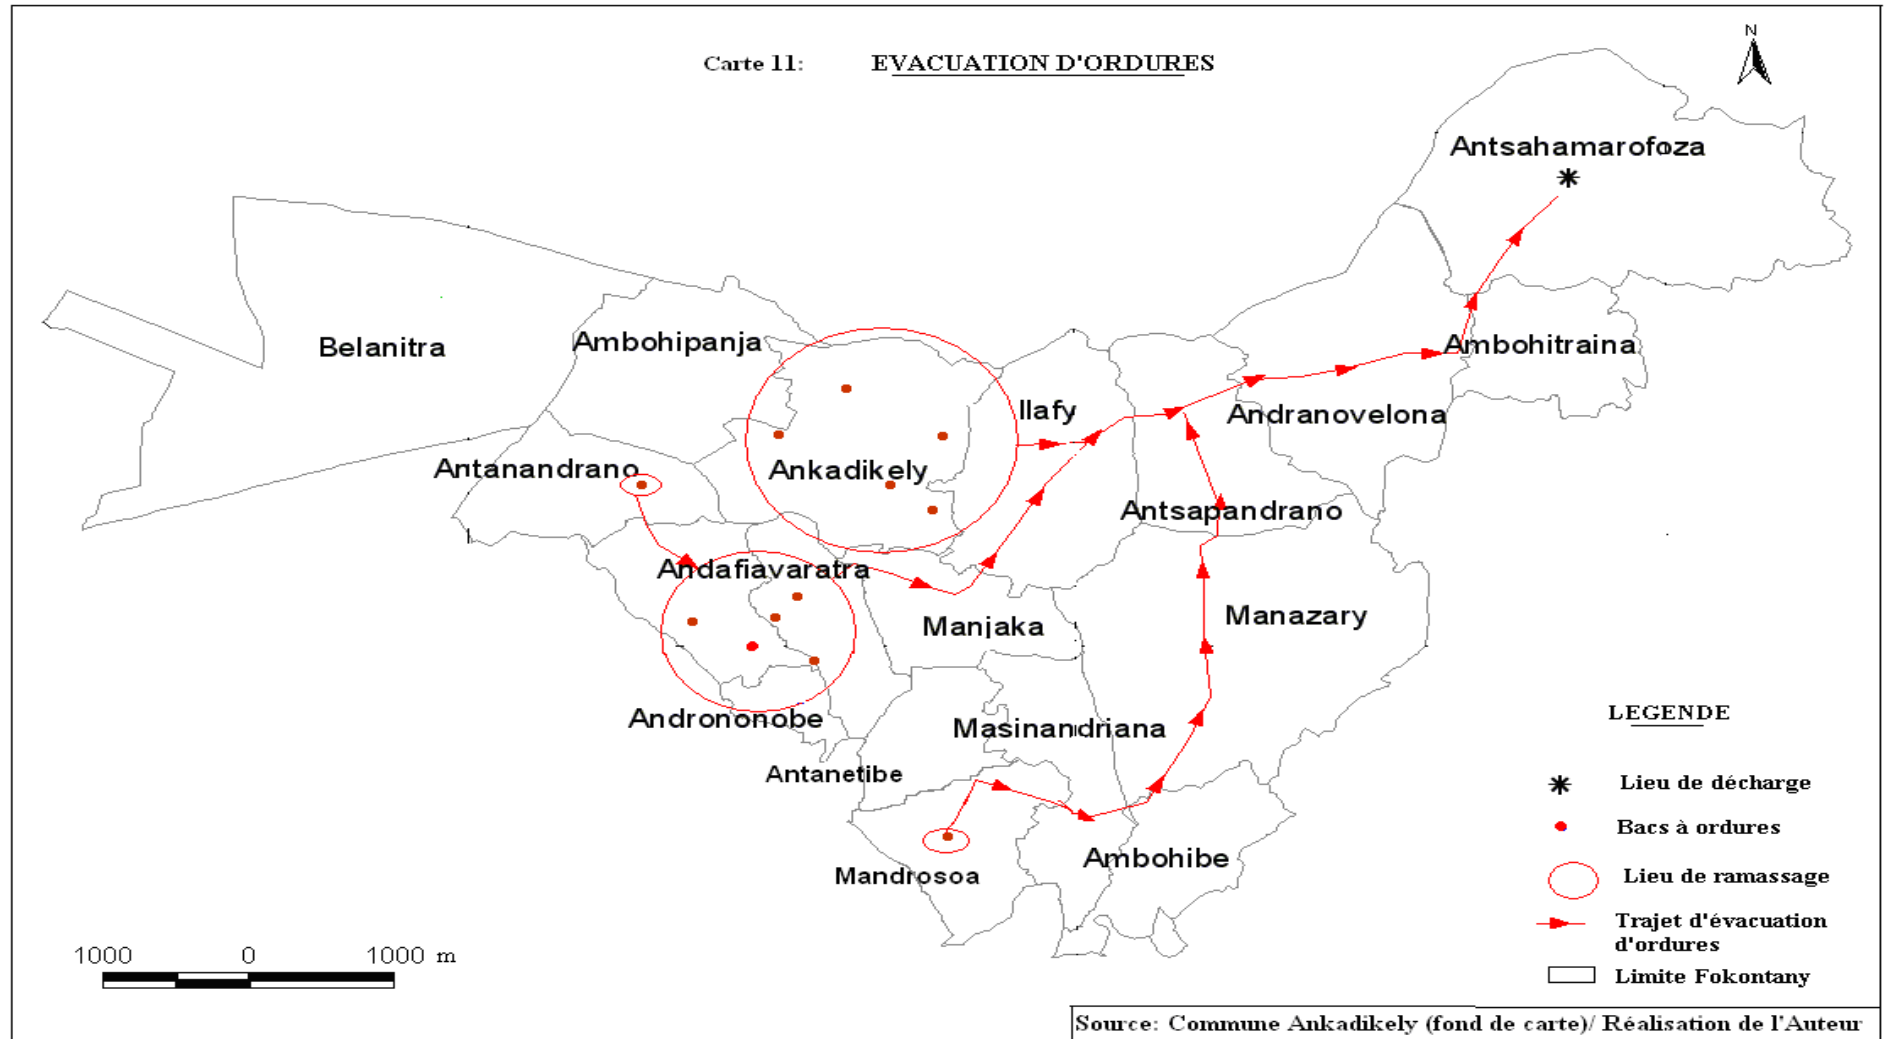 Carte 11: EVACUATION D'ORDURES
N
Antsahamarofoza
Belanitra
Ambohipanja
Ambohitraina
Ilafy
Andranovelona
Antanandrano
Ankadikely
Antsapandrano
Andafiavaratra
Manjaka
Manazary
Andrononobe
Masinandriana
Antanetibe
Ambohibe
Mandrosoa
LEGENDE
Lieu de décharge
Bacs à ordures
Lieu de ramassage
Trajet d'évacuation
d'ordures
Limite Fokontany
1000 0 1000 m
Source: Commune Ankadikely (fond de carte)/ Réalisation de l'Auteur